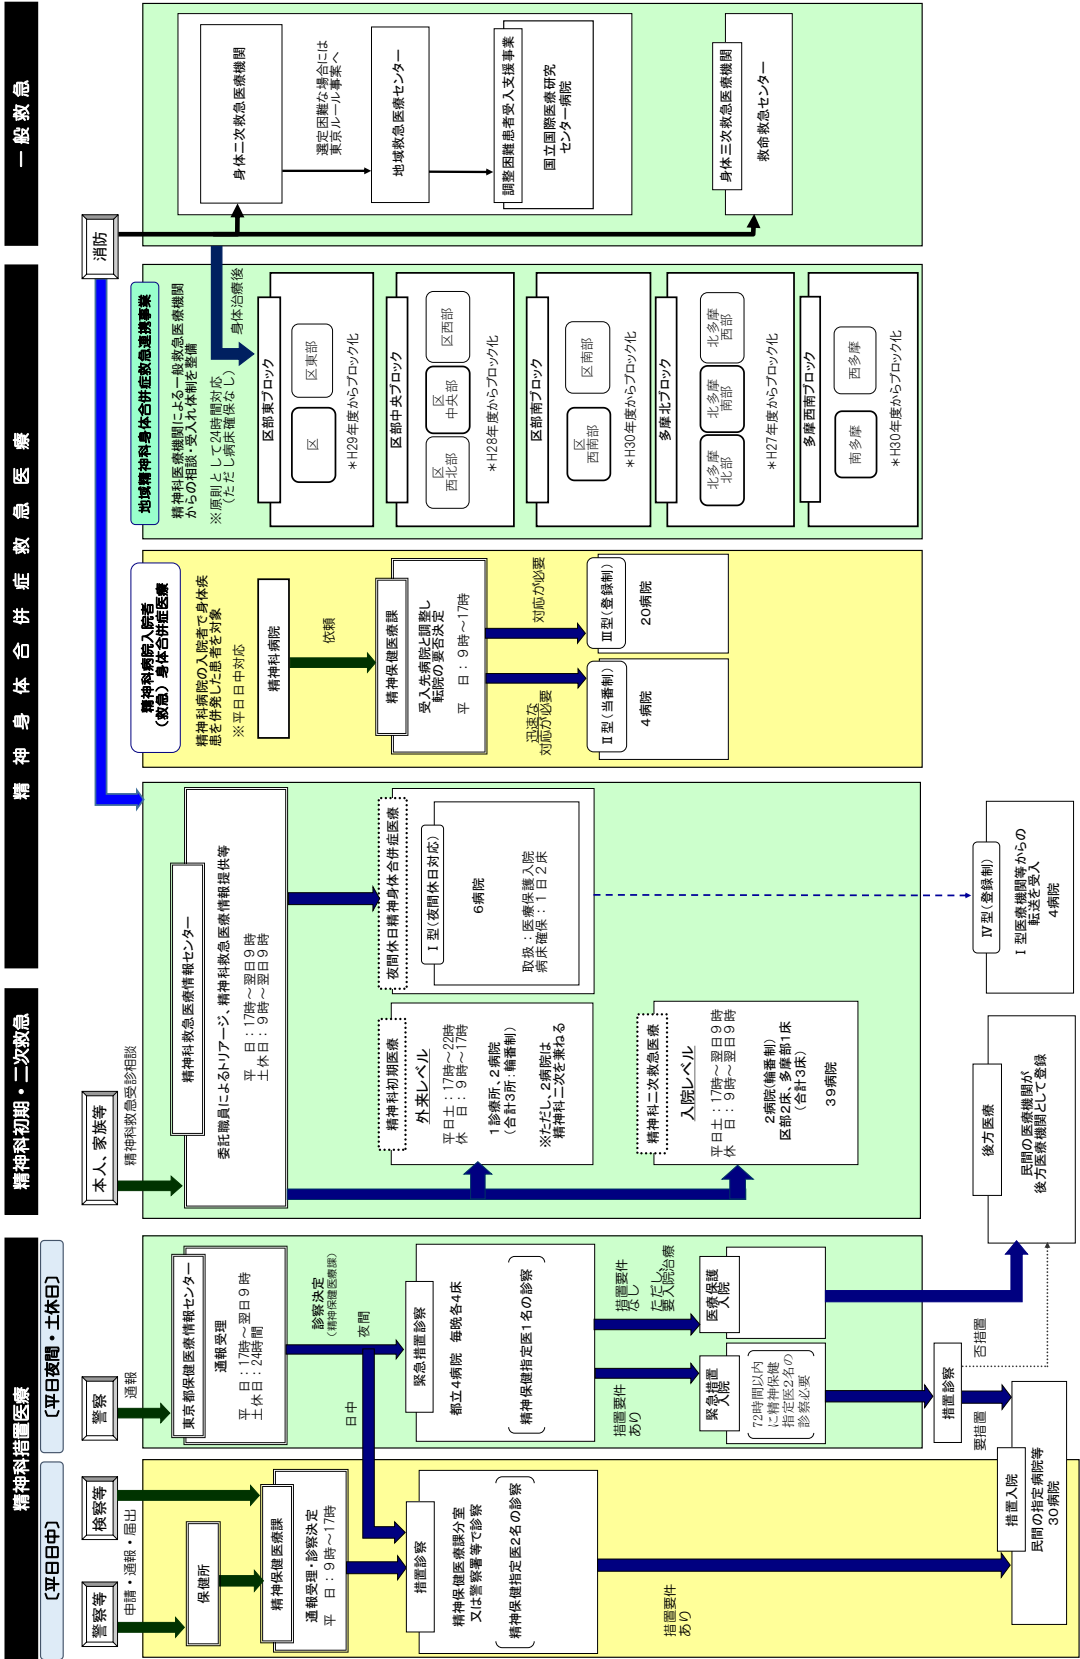 精神科措置医療
〔平日日中〕
〔平日夜間・土休日〕
警察等
検察等
申請・通報・届出
保健所
精神保健医療課
通報受理・診察決定
平　日：９時～17時
措置診察
精神保健医療課分室
又は警察署等で診察
精神保健指定医2名の診察
措置要件
あり
警察
通報
東京都保健医療情報センター
通報受理
平　日：17時～翌日９時
土休日：24時間
診察決定
（精神保健医療課）
日中
夜間
緊急措置診察
都立4病院　毎晩各4床
精神保健指定医1名の診察
措置要件
あり
措置要件
なし
ただし、
要入院治療
緊急措置
入院
72時間以内
に精神保健
指定医2名の
診察必要
医療保護
入院
措置診察
要措置
否措置
措置入院
民間の指定病院等
30病院
後方医療
民間の医療機関が
後方医療機関として登録
精神科初期・二次救急
本人、家族等
精神科救急受診相談
精神科救急医療情報センター
委託職員によるトリアージ、精神科救急医療情報提供等
平　日：17時～翌日９時
土休日：９時～翌日９時
精神科初期医療
外来レベル
平日土：17時～22時
休　日：９時～17時
1診療所、2病院
（合計3所：輪番制）
※ただし、2病院は
精神科二次を兼ねる
精神科二次救急医療
入院レベル
平日土：17時～翌日９時
休　日：９時～翌日９時
2病院（輪番制）
区部2床、多摩部1床
（合計3床）
39病院
精神身体合併症救急医療
夜間休日精神身体合併症医療
Ⅰ型（夜間休日対応）
6病院
取扱：医療保護入院
病床確保：１日２床
Ⅳ型（登録制）
Ⅰ型医療機関等からの
転送を受入
4病院
精神科病院入院者
（救急）身体合併症医療
精神科病院の入院者で身体疾
患を併発した患者を対象
※平日日中対応
精神科病院
依頼
精神保健医療課
受入先病院と調整し
転院の要否決定
平　日：９時～17時
迅速な
対応が必要
対応が必要
Ⅱ型（当番制）
4病院
Ⅲ型（登録制）
20病院
地域精神科身体合併症救急連携事業
精神科医療機関による一般救急医療機関
からの相談・受入れ体制を整備
※原則として24時間対応
（ただし病床確保なし）
身体治療後
区部東ブロック
区
区東部
＊H29年度からブロック化
区部中央ブロック
区
西北部
区
中央部
区西部
＊H28年度からブロック化
区部南ブロック
区
西南部
区南部
＊H30年度からブロック化
多摩北ブロック
北多摩
北部
北多摩
南部
北多摩
西部
＊H27年度からブロック化
多摩西南ブロック
南多摩
西多摩
＊H30年度からブロック化
一般救急
消防
身体二次救急医療機関
選定困難な場合には
東京ルール事案へ
地域救急医療センター
調整困難患者受入支援事業
国立国際医療研究
センター病院
身体三次救急医療機関
救命救急センター